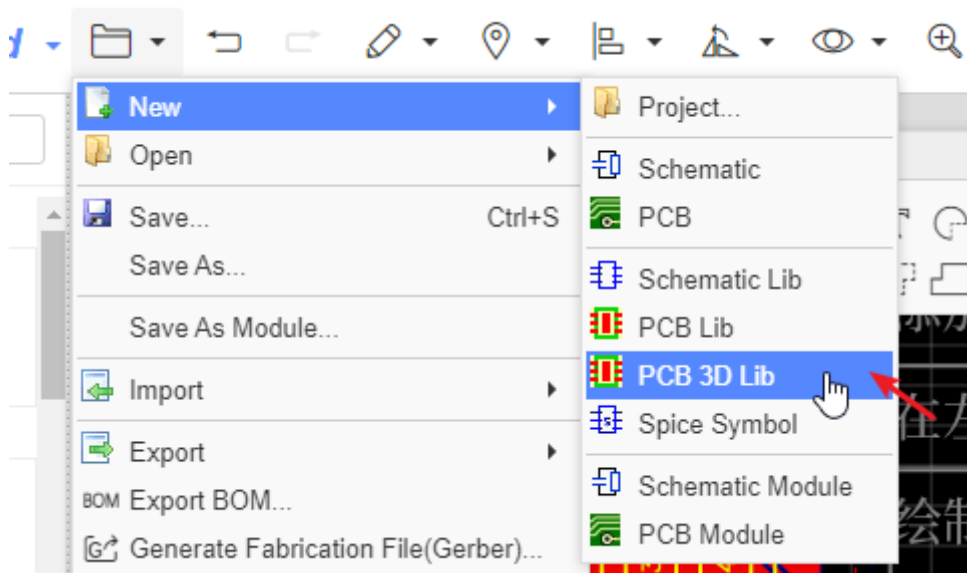 New
Open
Save...
Ctrl+S
Save As...
Save As Module...
Import
Export
BOM Export BOM...
G Generate Fabrication File(Gerber)...
Project...
Schematic
PCB
Schematic Lib
PCB Lib
PCB 3D Lib
Spice Symbol
Schematic Module
PCB Module
在左
绘制